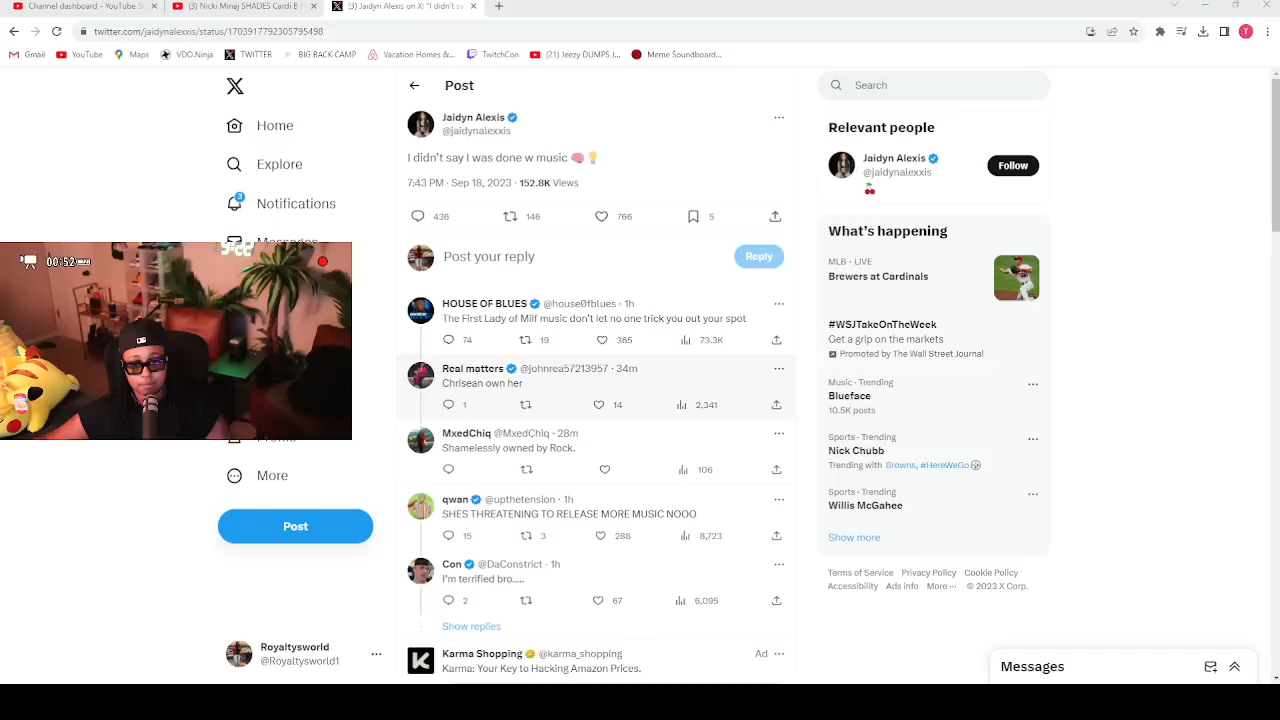 Channel dashboard - YouTube S
(3) Nicki Minaj SHADES Cardi B
(3) Jaidyn Alexis on X: "I didn't sa
twitter.com/jaidynalexxis/status/1703917792305795498
Gmail
YouTube
Maps
VDO.Ninja
TWITTER
BIG BACK CAMP
Vacation Homes &...
TwitchCon
(21) Jeezy DUMPS J...
Meme Soundboard...
Home
Explore
3
Notifications
Messages
More
Post
Royaltysworld
@Royaltysworld1
00:52
Post
Jaidyn Alexis
@jaidynalexxis
I didn't say I was done w music 🧠💡
7:43 PM · Sep 18, 2023 · 152.8K Views
436 146 766 5
Post your reply
Reply
HOUSE OF BLUES @house0fblues · 1h
The First Lady of Milf music don't let no one trick you out your spot
74 19 365 73.3K
Real matters @johnrea57213957 · 34m
Chrisean own her
1 14 2,341
MxedChiq @MxedChiq · 28m
Shamelessly owned by Rock.
106
qwan @upthetension · 1h
SHES THREATENING TO RELEASE MORE MUSIC NOOO
15 3 288 8,723
Con @DaConstrict · 1h
I'm terrified bro.....
2 67 6,095
Show replies
Karma Shopping @karma_shopping Ad
Karma: Your Key to Hacking Amazon Prices.
Search
Relevant people
Jaidyn Alexis
@jaidynalexxis
🍒
Follow
What's happening
MLB · LIVE
Brewers at Cardinals
#WSJTakeOnTheWeek
Get a grip on the markets
Promoted by The Wall Street Journal
Music · Trending
Blueface
10.5K posts
Sports · Trending
Nick Chubb
Trending with Browns, #HereWeGo
Sports · Trending
Willis McGahee
Show more
Terms of Service Privacy Policy Cookie Policy
Accessibility Ads info More ··· © 2023 X Corp.
Messages